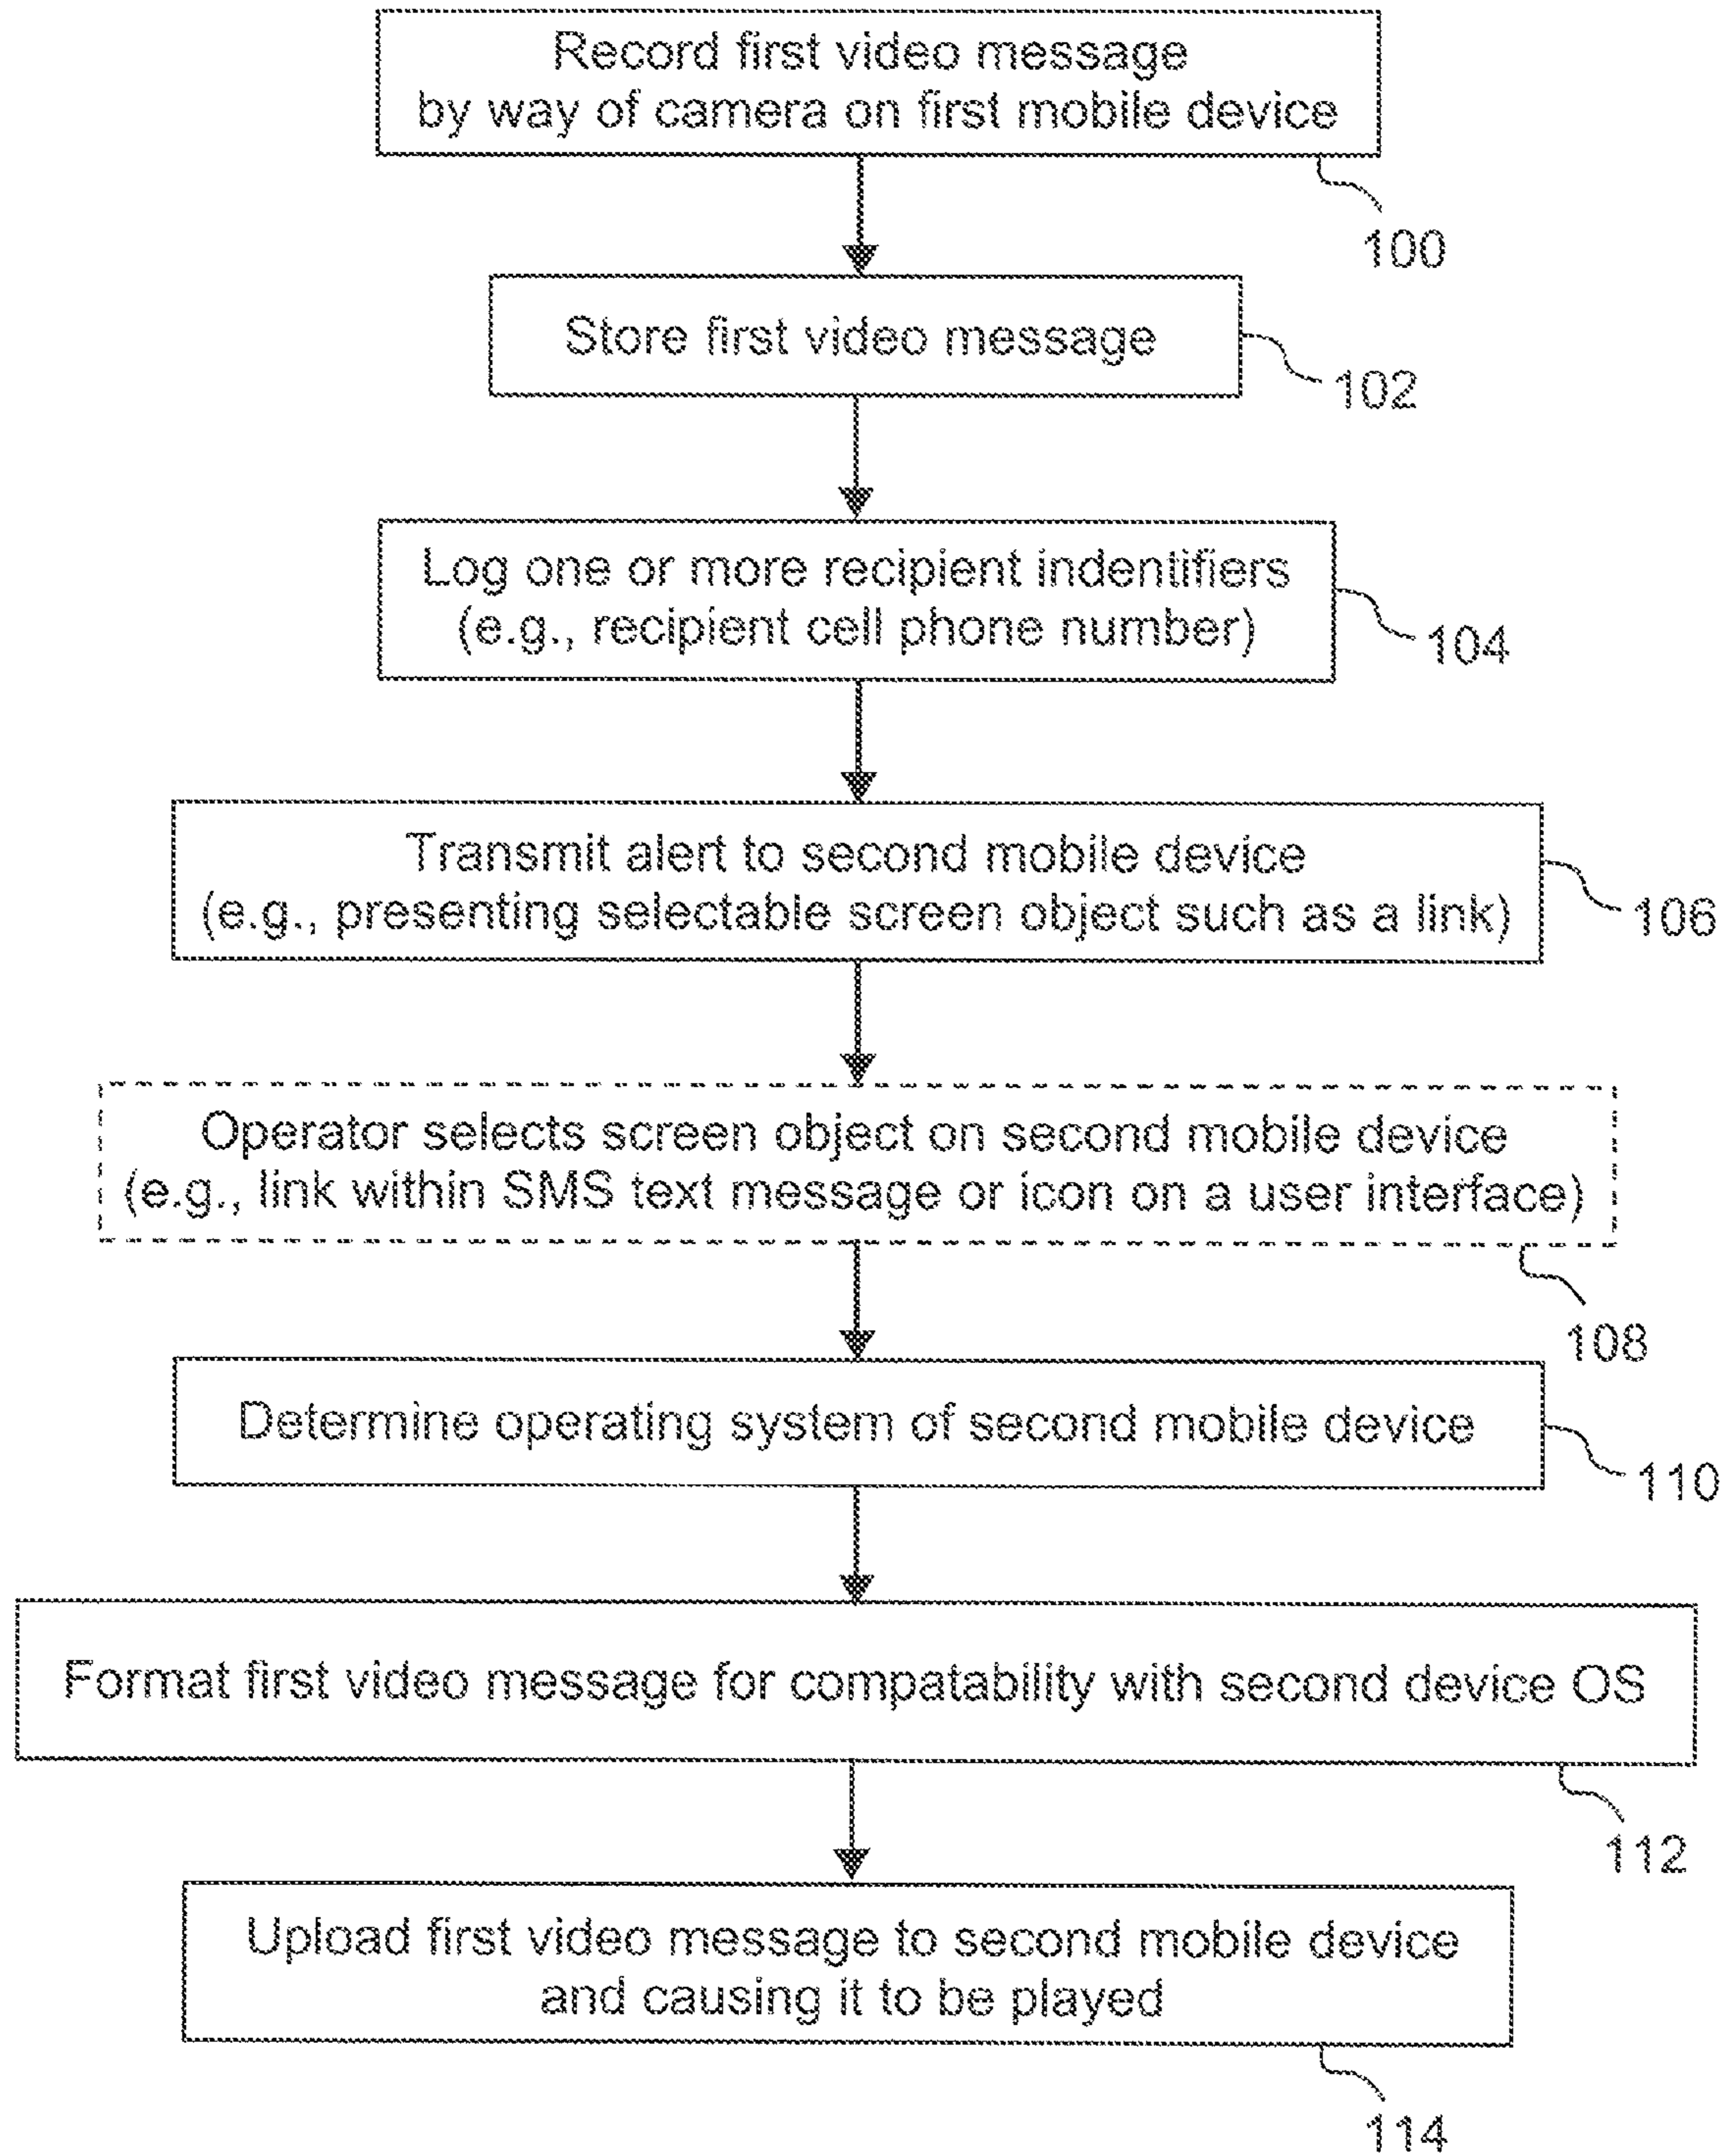 Record first video message
by way of camera on first mobile device
100
Store first video message
102
Log one or more recipient indentifiers
(e.g., recipient cell phone number)
104
Transmit alert to second mobile device
(e.g., presenting selectable screen object such as a link)
106
Operator selects screen object on second mobile device
(e.g., link within SMS text message or icon on a user interface)
108
Determine operating system of second mobile device
110
Format first video message for compatability with second device OS
112
Upload first video message to second mobile device
and causing it to be played
114